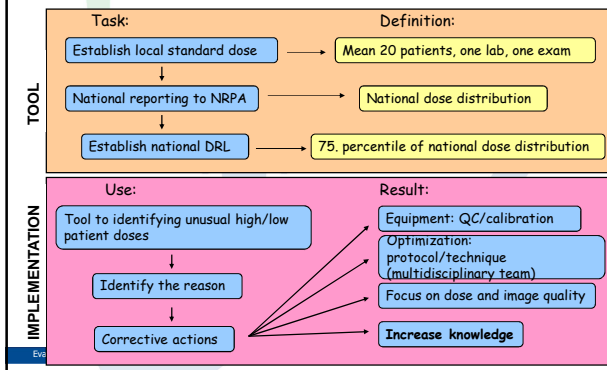 Task:
Definition:
Establish local standard dose
Mean 20 patients, one lab, one exam
National reporting to NRPA
National dose distribution
Establish national DRL
75. percentile of national dose distribution
TOOL
Use:
Result:
Tool to identifying unusual high/low
patient doses
Identify the reason
Corrective actions
Equipment: QC/calibration
Optimization:
protocol/technique
(multidisciplinary team)
Focus on dose and image quality
Increase knowledge
IMPLEMENTATION